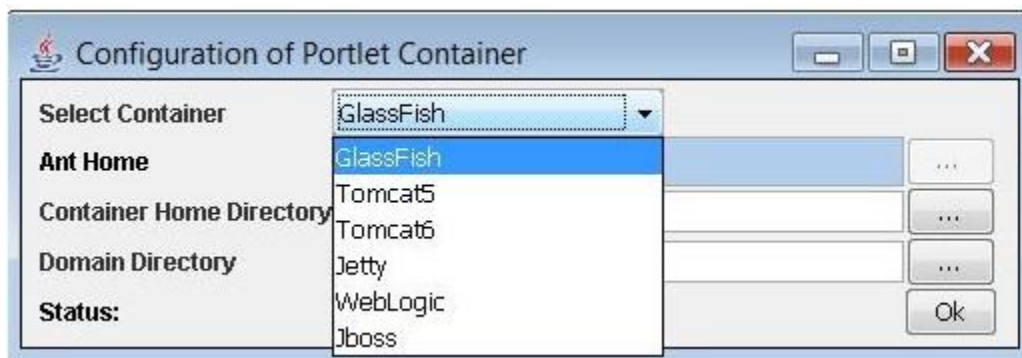 Configuration of Portlet Container
Select Container GlassFish
Ant Home GlassFish ...
Tomcat5
Container Home Directory ...
Tomcat6
Domain Directory Jetty ...
WebLogic
Status: Ok
Jboss